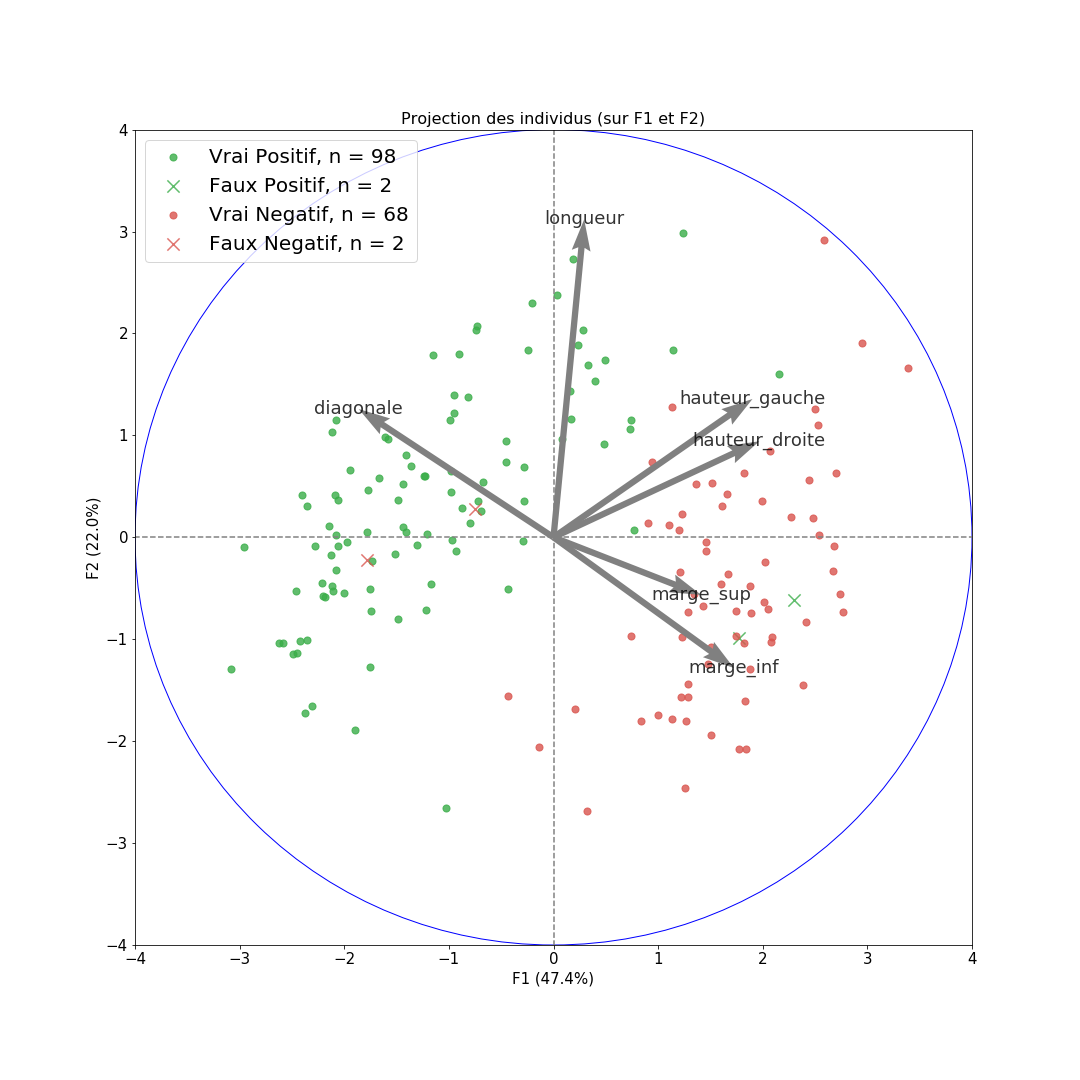 Projection des individus (sur F1 et F2)
Vrai Positif, n = 98
Faux Positif, n = 2
Vrai Negatif, n = 68
Faux Negatif, n = 2
longueur
diagonale
hauteur_gauche
hauteur_droite
marge_sup
marge_inf
F2 (22.0%)
4
3
2
1
0
−1
−2
−3
−4
−4 −3 −2 −1 0 1 2 3 4
F1 (47.4%)